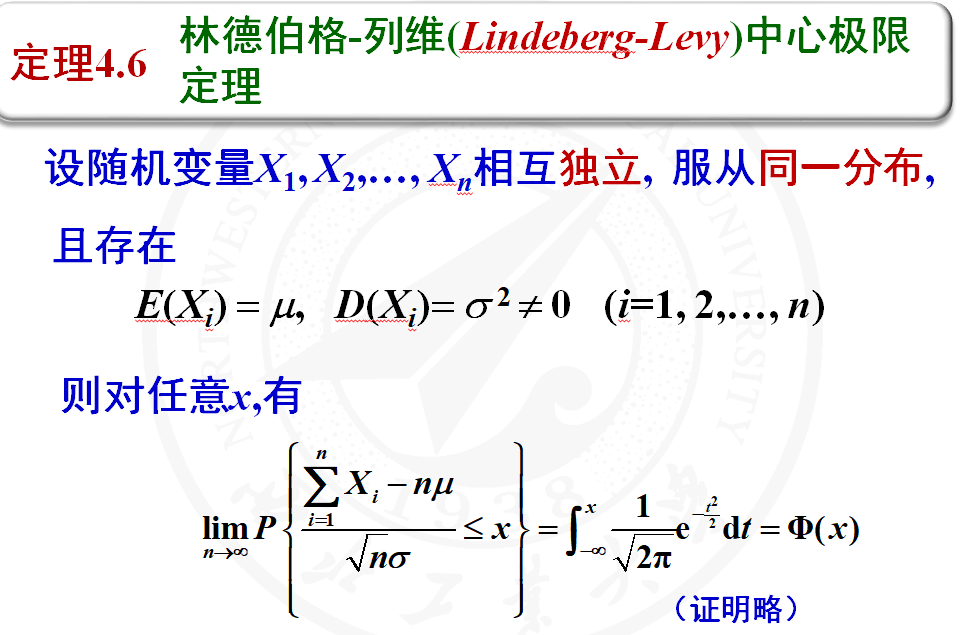 定理4.6
林德伯格-列维(Lindeberg-Levy)中心极限
定理
设随机变量X₁, X₂,…, Xₙ相互独立, 服从同一分布,
且存在
E(Xᵢ) = μ, D(Xᵢ)= σ² ≠ 0 (i=1, 2,…, n)
则对任意x,有
lim_{n→∞} P { (∑_{i=1}^{n} Xᵢ − nμ) / (√n σ) ≤ x } = ∫_{−∞}^{x} (1/√(2π)) e^{−t²/2} dt = Φ(x)
(证明略)